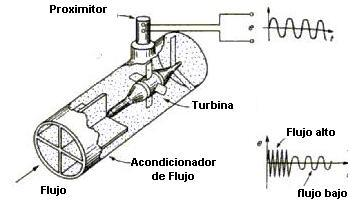 Proximitor
e
t
Turbina
Acondicionador
de Flujo
Flujo
e
Flujo alto
flujo bajo